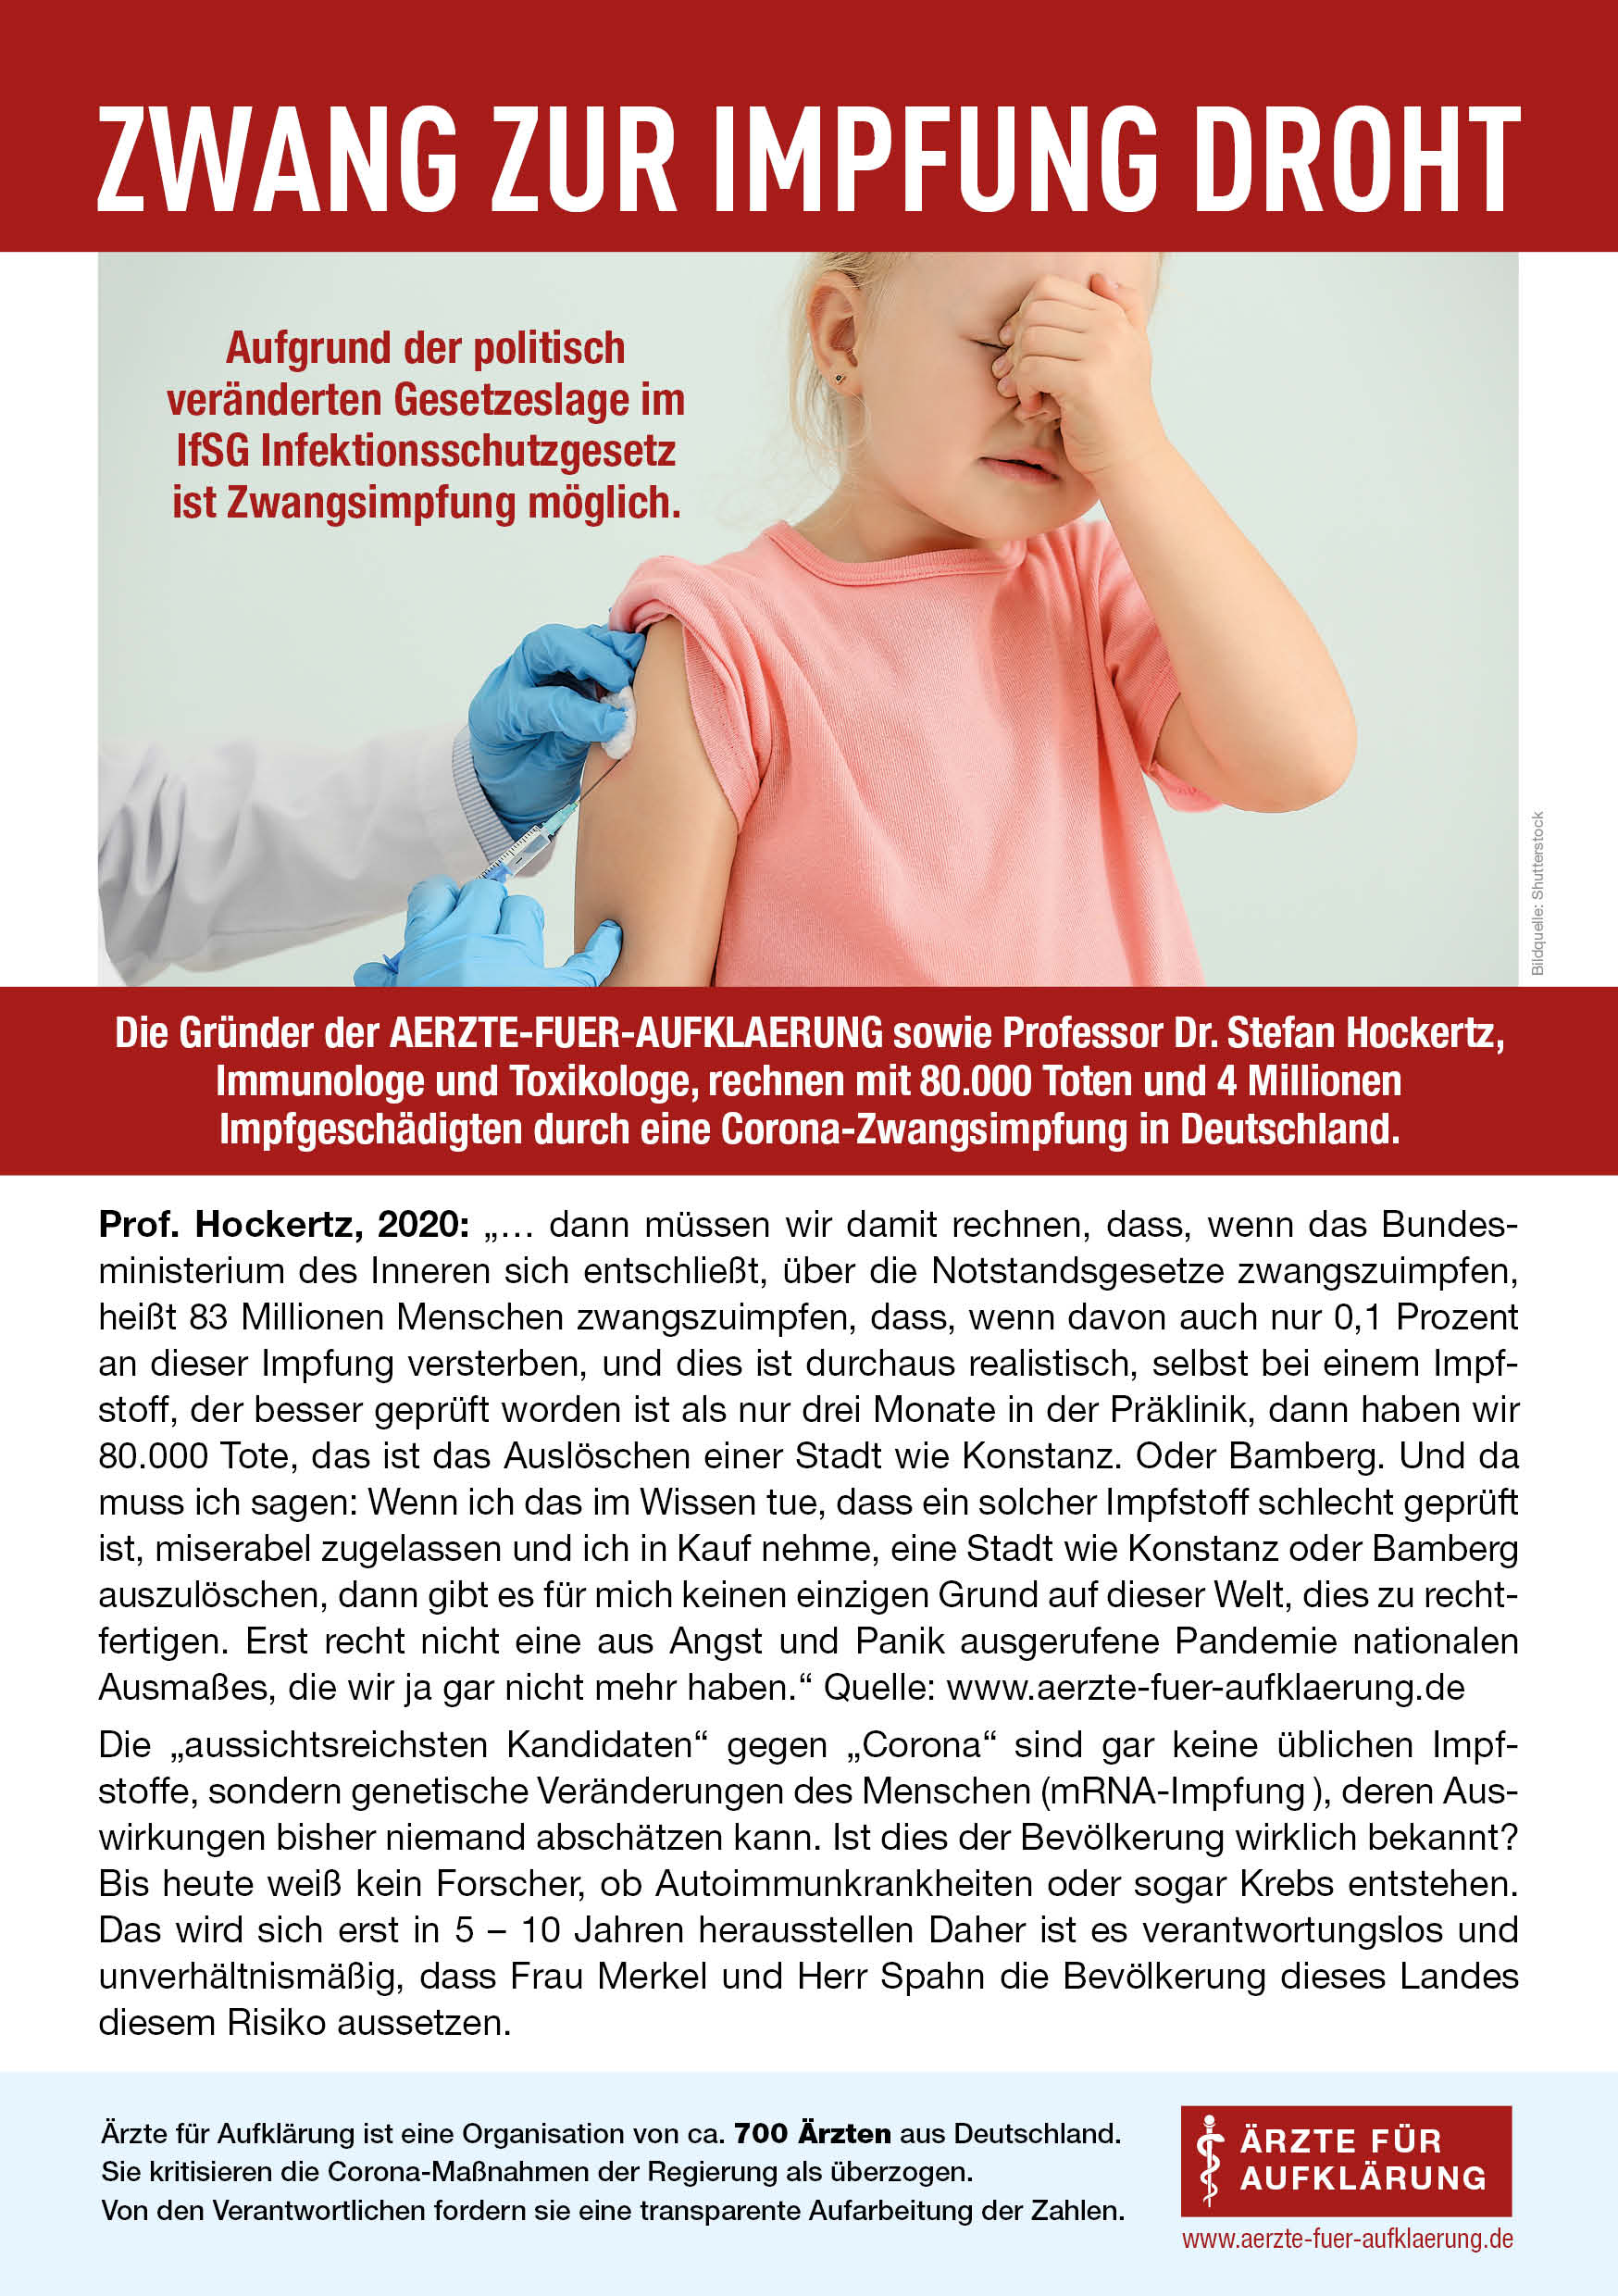 ZWANG ZUR IMPFUNG DROHT
Aufgrund der politisch
veränderten Gesetzeslage im
IfSG Infektionsschutzgesetz
ist Zwangsimpfung möglich.
Bildquelle: Shutterstock
Die Gründer der AERZTE-FUER-AUFKLAERUNG sowie Professor Dr. Stefan Hockertz,
Immunologe und Toxikologe, rechnen mit 80.000 Toten und 4 Millionen
Impfgeschädigten durch eine Corona-Zwangsimpfung in Deutschland.
Prof. Hockertz, 2020: „… dann müssen wir damit rechnen, dass, wenn das Bundes-
ministerium des Inneren sich entschließt, über die Notstandsgesetze zwangszuimpfen,
heißt 83 Millionen Menschen zwangszuimpfen, dass, wenn davon auch nur 0,1 Prozent
an dieser Impfung versterben, und dies ist durchaus realistisch, selbst bei einem Impf-
stoff, der besser geprüft worden ist als nur drei Monate in der Präklinik, dann haben wir
80.000 Tote, das ist das Auslöschen einer Stadt wie Konstanz. Oder Bamberg. Und da
muss ich sagen: Wenn ich das im Wissen tue, dass ein solcher Impfstoff schlecht geprüft
ist, miserabel zugelassen und ich in Kauf nehme, eine Stadt wie Konstanz oder Bamberg
auszulöschen, dann gibt es für mich keinen einzigen Grund auf dieser Welt, dies zu recht-
fertigen. Erst recht nicht eine aus Angst und Panik ausgerufene Pandemie nationalen
Ausmaßes, die wir ja gar nicht mehr haben.“ Quelle: www.aerzte-fuer-aufklaerung.de
Die „aussichtsreichsten Kandidaten“ gegen „Corona“ sind gar keine üblichen Impf-
stoffe, sondern genetische Veränderungen des Menschen (mRNA-Impfung ), deren Aus-
wirkungen bisher niemand abschätzen kann. Ist dies der Bevölkerung wirklich bekannt?
Bis heute weiß kein Forscher, ob Autoimmunkrankheiten oder sogar Krebs entstehen.
Das wird sich erst in 5 – 10 Jahren herausstellen Daher ist es verantwortungslos und
unverhältnismäßig, dass Frau Merkel und Herr Spahn die Bevölkerung dieses Landes
diesem Risiko aussetzen.
Ärzte für Aufklärung ist eine Organisation von ca. 700 Ärzten aus Deutschland.
Sie kritisieren die Corona-Maßnahmen der Regierung als überzogen.
Von den Verantwortlichen fordern sie eine transparente Aufarbeitung der Zahlen.
ÄRZTE FÜR
AUFKLÄRUNG
www.aerzte-fuer-aufklaerung.de